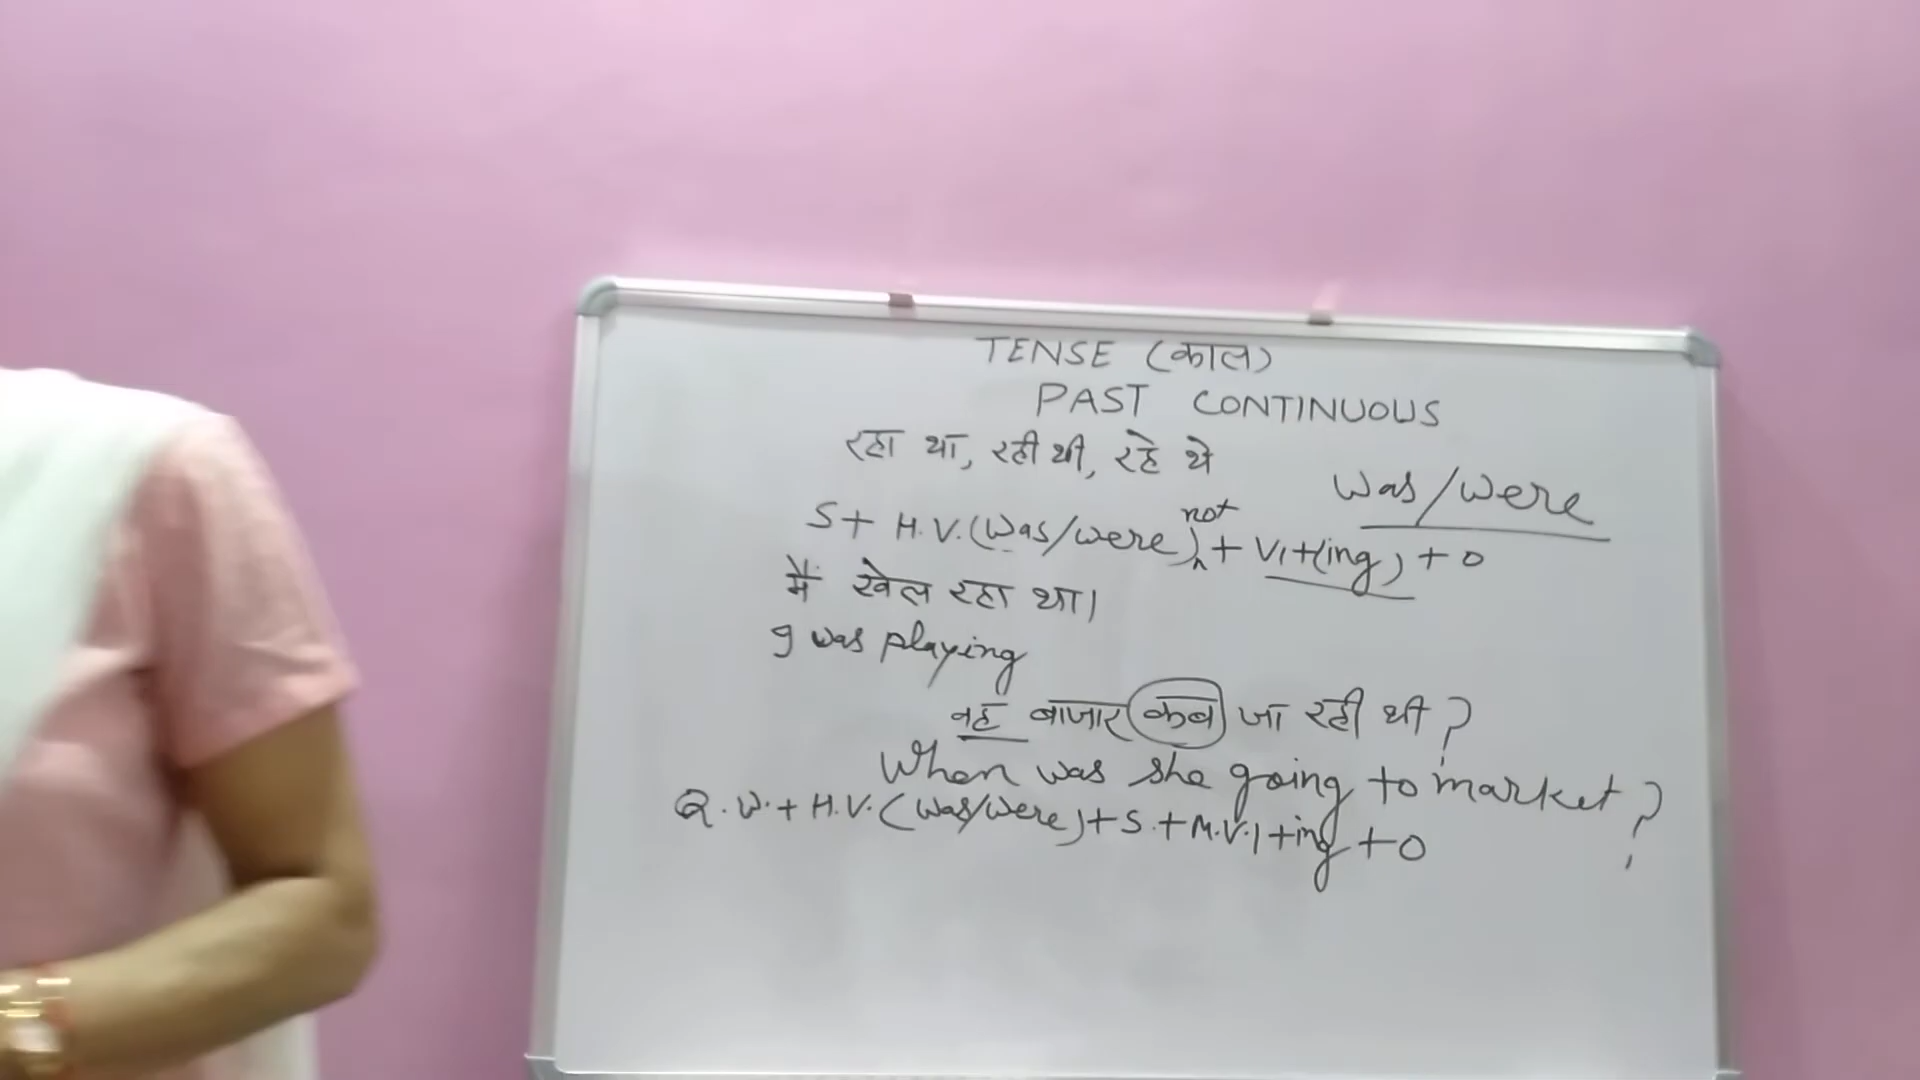 TENSE (काल)
PAST CONTINUOUS
रहा था, रही थी, रहे थे
was/were
not
S+ H.V.(was/were)^ + V1+(ing) + O
मैं खेल रहा था।
I was playing
वह बाजार कब जा रही थी ?
When was she going to market ?
Q.W.+ H.V.(was/were)+ S.+M.V.1+ing+O